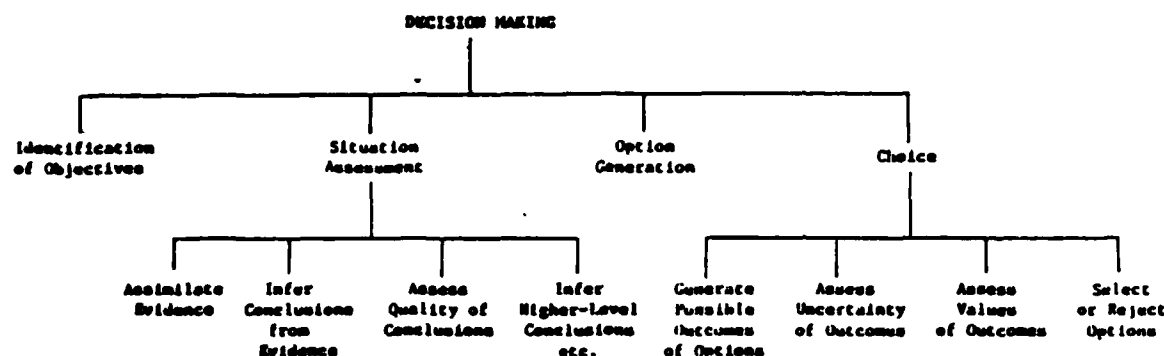 DECISION MAKING
Identification
of Objectives
Situation
Assessment
Option
Generation
Choice
Assimilate
Evidence
Infer
Conclusions
from
Evidence
Assess
Quality of
Conclusions
Infer
Higher-Level
Conclusions
etc.
Generate
Possible
Outcomes
of Options
Assess
Uncertainty
of Outcomes
Assess
Values
of Outcomes
Select
or Reject
Options